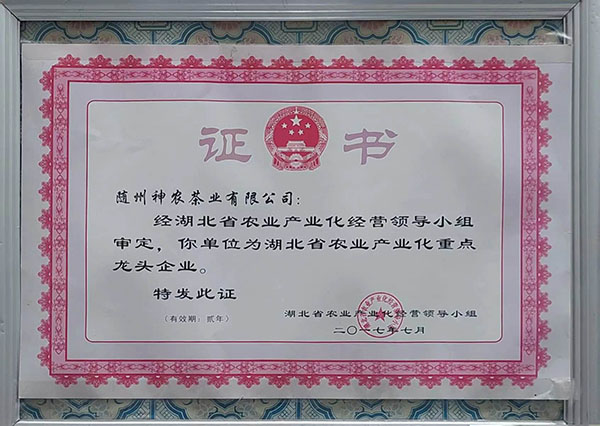 证书
随州神农茶业有限公司：
经湖北省农业产业化经营领导小组
审定，你单位为湖北省农业产业化重点
龙头企业。
特发此证
（有效期：贰年）
湖北省农业产业化经营领导小组
二〇一七年七月